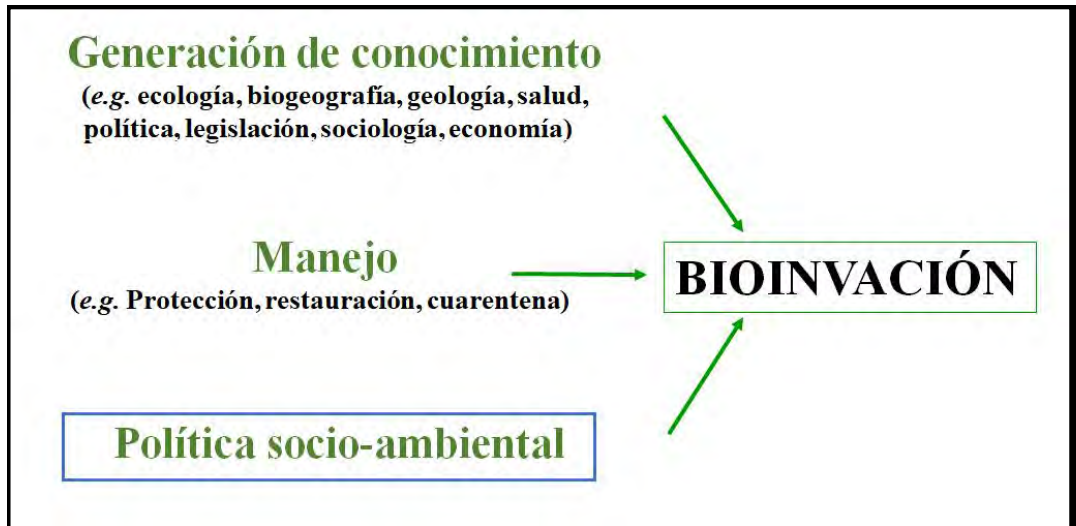 Generación de conocimiento
(e.g. ecología, biogeografía, geología, salud,
política, legislación, sociología, economía)
Manejo
(e.g. Protección, restauración, cuarentena)
BIOINVACIÓN
Política socio-ambiental